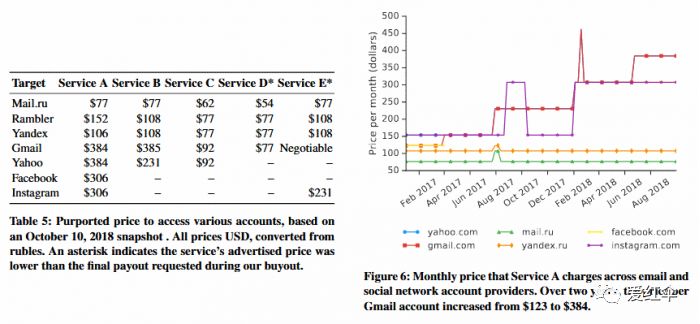 Target Service A Service B Service C Service D* Service E*
Mail.ru $77 $77 $62 $54 $77
Rambler $152 $108 $77 $77 $108
Yandex $106 $108 $77 $77 $108
Gmail $384 $385 $92 $77 Negotiable
Yahoo $384 $231 $92 – –
Facebook $306 – – – –
Instagram $306 – – – $231
Table 5: Purported price to access various accounts, based on
an October 10, 2018 snapshot . All prices USD, converted from
rubles. An asterisk indicates the service's advertised price was
lower than the final payout requested during our buyout.
Price per month (dollars)
500
450
400
350
300
250
200
150
100
50
Feb 2017 Apr 2017 Jun 2017 Aug 2017 Oct 2017 Dec 2017 Feb 2018 Apr 2018 Jun 2018 Aug 2018
yahoo.com mail.ru facebook.com
gmail.com yandex.ru instagram.com
Figure 6: Monthly price that Service A charges across email and
social network account providers. Over two per
Gmail account increased from $123 to $384.
爱红伞